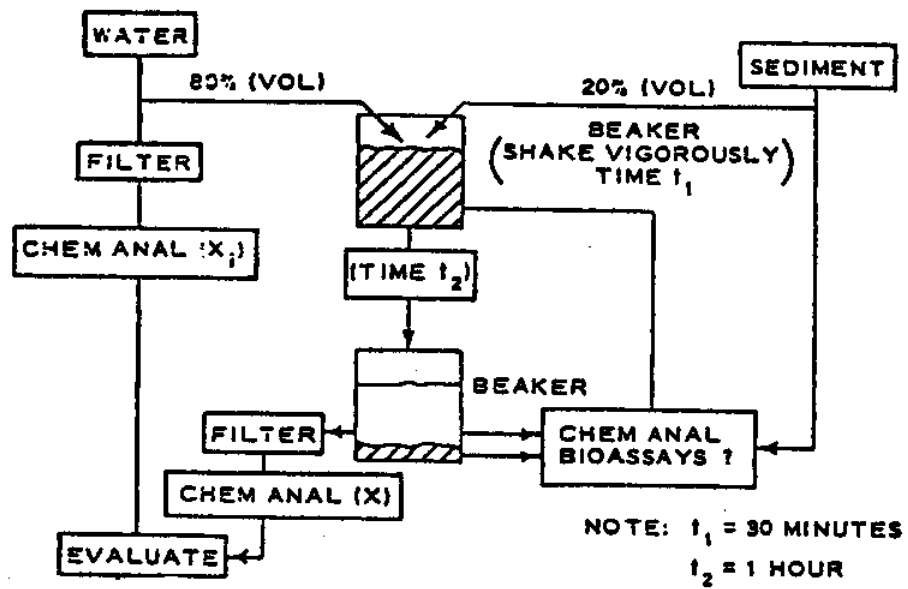 WATER
SEDIMENT
80% (VOL)
20% (VOL)
BEAKER
(SHAKE VIGOROUSLY)
TIME t₁
FILTER
CHEM ANAL (Xᵢ)
(TIME t₂)
BEAKER
FILTER
CHEM ANAL
BIOASSAYS ?
CHEM ANAL (X)
EVALUATE
NOTE: t₁ = 30 MINUTES
t₂ = 1 HOUR